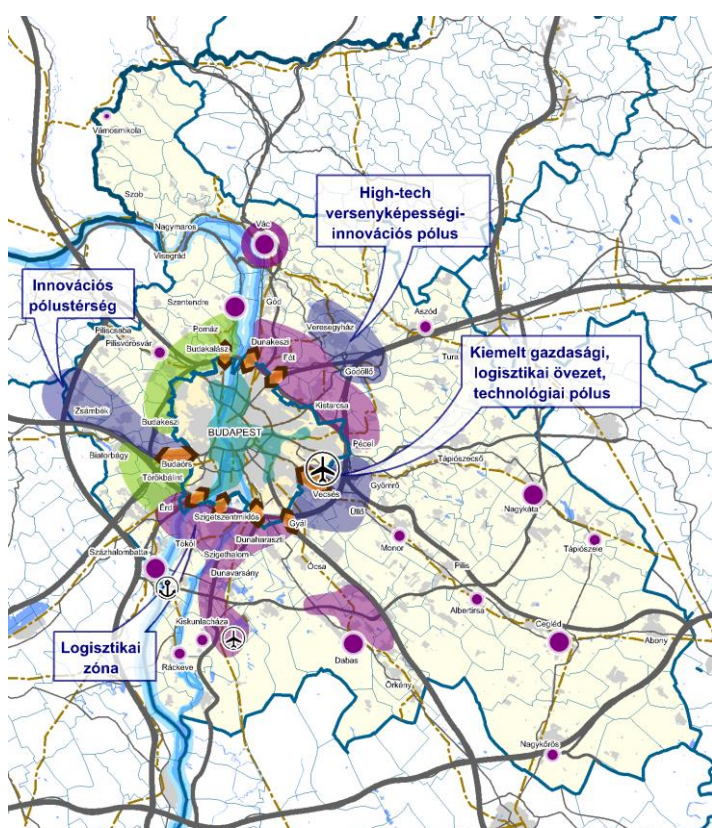 Vámosmikola
Szob
Nagymaros
Visegrád
Vác
High-tech
versenyképességi-
innovációs pólus
Innovációs
pólustérség
Szentendre
Göd
Veresegyház
Aszód
Piliscsaba
Pilisvörösvár
Pomáz
Budakalász
Dunakeszi
Fót
Tura
Gödöllő
Kiemelt gazdasági,
logisztikai övezet,
technológiai pólus
Zsámbék
Budakeszi
Kistarcsa
BUDAPEST
Pécel
Biatorbágy
Budaörs
Törökbálint
Tápiószecső
Vecsés
Gyömrő
Üllő
Nagykáta
Érd
Szigetszentmiklós
Gyál
Tököl
Dunaharaszti
Szigethalom
Százhalombatta
Dunavarsány
Ócsa
Monor
Pilis
Tápiószele
Albertirsa
Kiskunlacháza
Cegléd
Abony
Logisztikai
zóna
Ráckeve
Dabas
Örkény
Nagykőrös